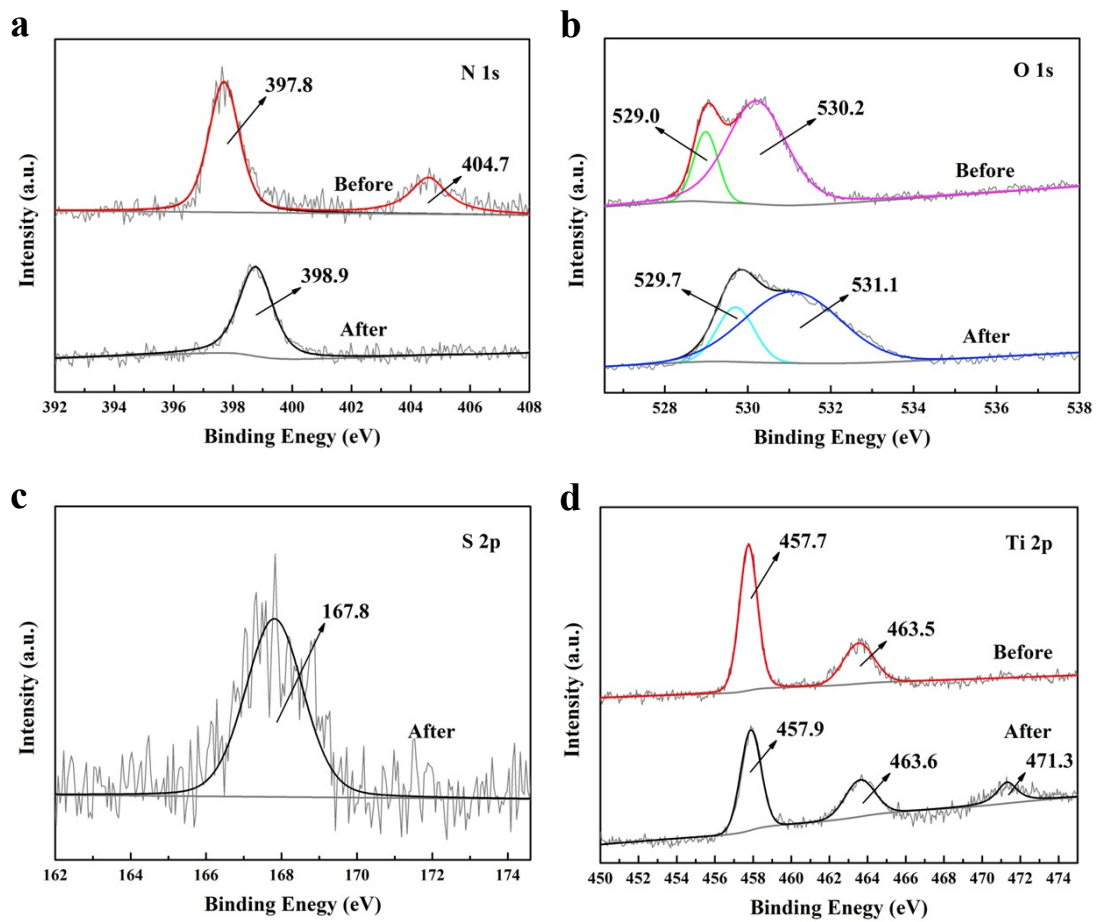 a
N 1s
397.8
404.7
Before
398.9
After
Intensity (a.u.)
392 394 396 398 400 402 404 406 408
Binding Enegy (eV)
b
O 1s
529.0
530.2
Before
529.7
531.1
After
Intensity (a.u.)
528 530 532 534 536 538
Binding Enegy (eV)
c
S 2p
167.8
After
Intensity (a.u.)
162 164 166 168 170 172 174
Binding Enegy (eV)
d
Ti 2p
457.7
463.5
Before
After
457.9
463.6
471.3
Intensity (a.u.)
450 452 454 456 458 460 462 464 466 468 470 472 474
Binding Enegy (eV)